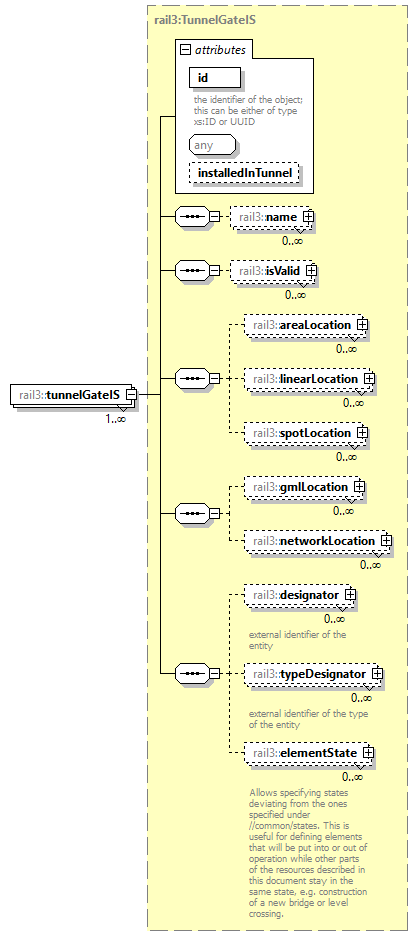 rail3:TunnelGateIS
attributes
id
the identifier of the object;
this can be either of type
xs:ID or UUID
any
installedInTunnel
rail3::name
0..∞
rail3::isValid
0..∞
rail3::areaLocation
0..∞
rail3::linearLocation
0..∞
rail3::spotLocation
0..∞
rail3::tunnelGateIS
1..∞
rail3::gmlLocation
0..∞
rail3::networkLocation
0..∞
rail3::designator
0..∞
external identifier of the
entity
rail3::typeDesignator
0..∞
external identifier of the type
of the entity
rail3::elementState
0..∞
Allows specifying states
deviating from the ones
specified under
//common/states. This is
useful for defining elements
that will be put into or out of
operation while other parts
of the resources described in
this document stay in the
same state, e.g. construction
of a new bridge or level
crossing.